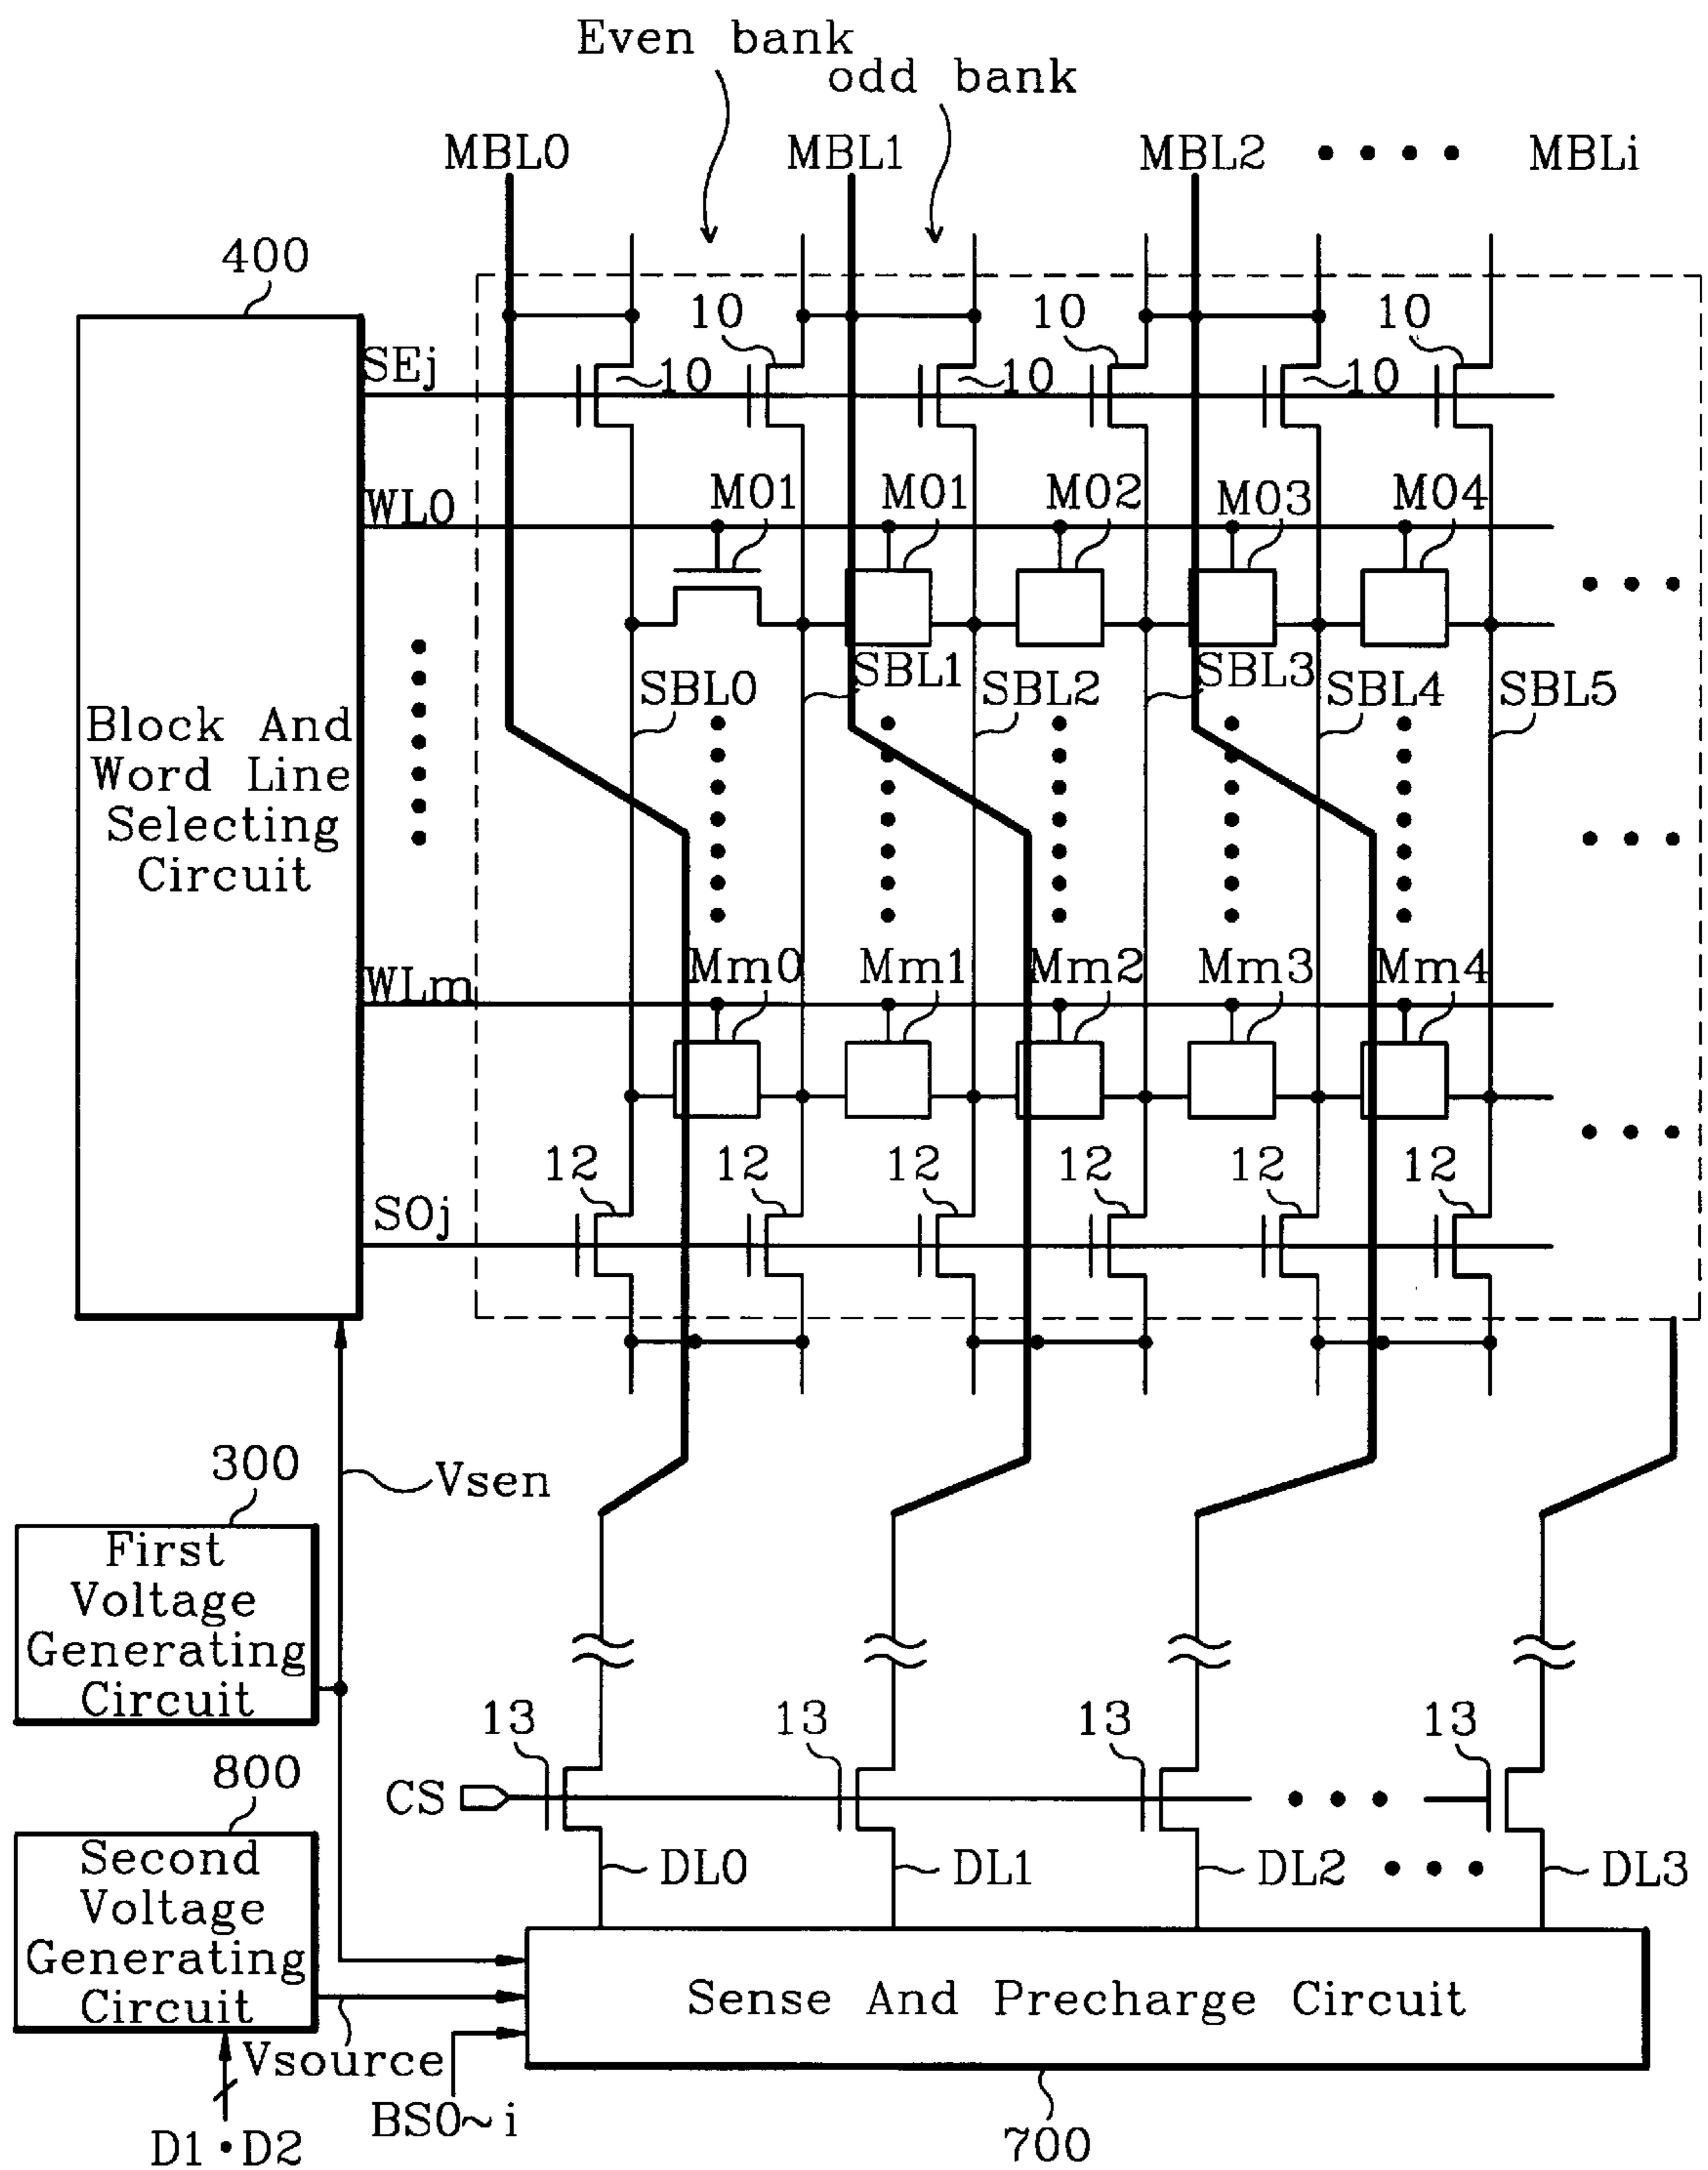 Even bank
odd bank
MBL0 MBL1 MBL2 MBLi
400
10 10 10
SEj 10 10 10
WL0 M01 M01 M02 M03 M04
SBL0 SBL1 SBL2 SBL3 SBL4 SBL5
Block And
Word Line
Selecting
Circuit
WLm Mm0 Mm1 Mm2 Mm3 Mm4
12 12 12 12 12 12
SOj
300
Vsen
First
Voltage
Generating
Circuit
13 13 13 13
800
CS
Second
Voltage
Generating
Circuit
DL0 DL1 DL2 DL3
Sense And Precharge Circuit
Vsource
BS0~i
D1·D2
700